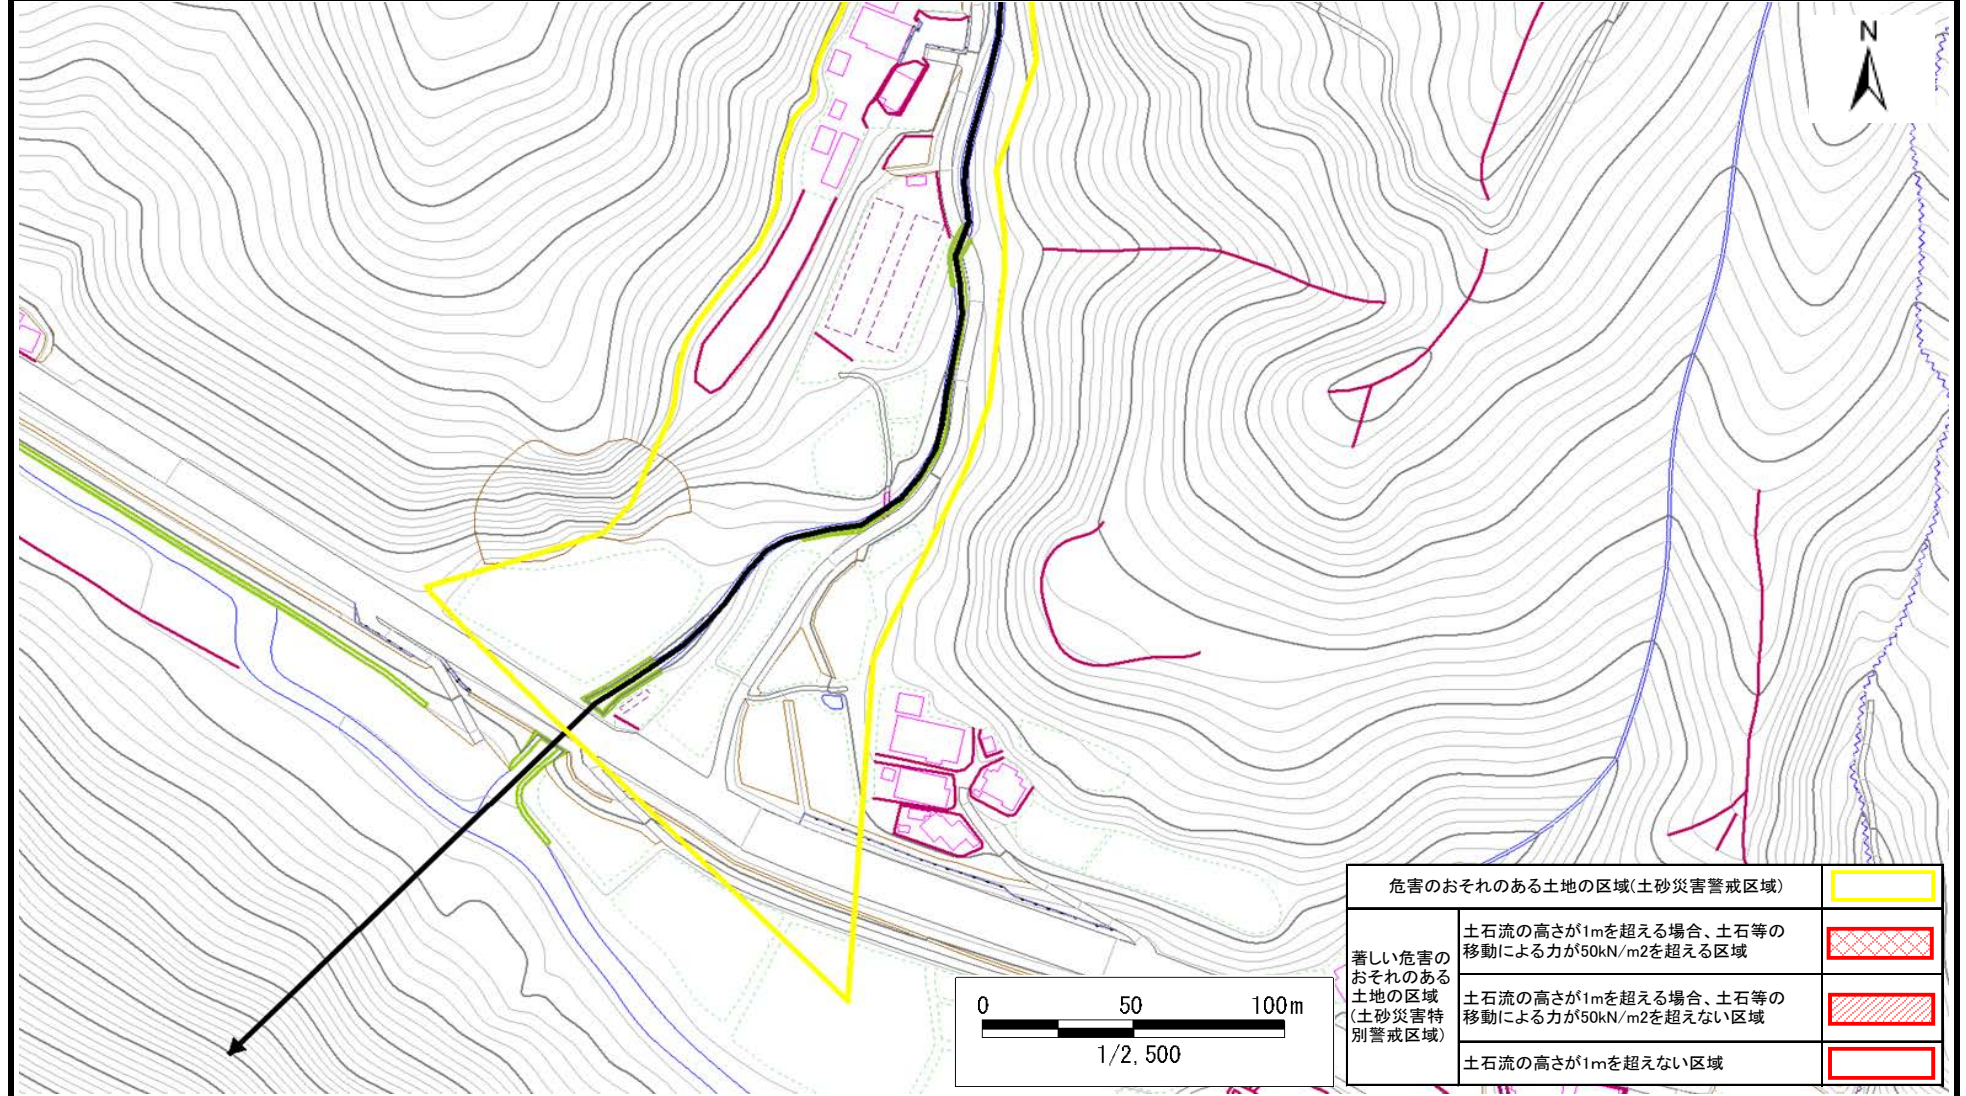 N
危害のおそれのある土地の区域(土砂災害警戒区域)
著しい危害の
おそれのある
土地の区域
(土砂災害特
別警戒区域)
土石流の高さが1mを超える場合、土石等の
移動による力が50kN/m2を超える区域
土石流の高さが1mを超える場合、土石等の
移動による力が50kN/m2を超えない区域
土石流の高さが1mを超えない区域
0 50 100m
1/2,500